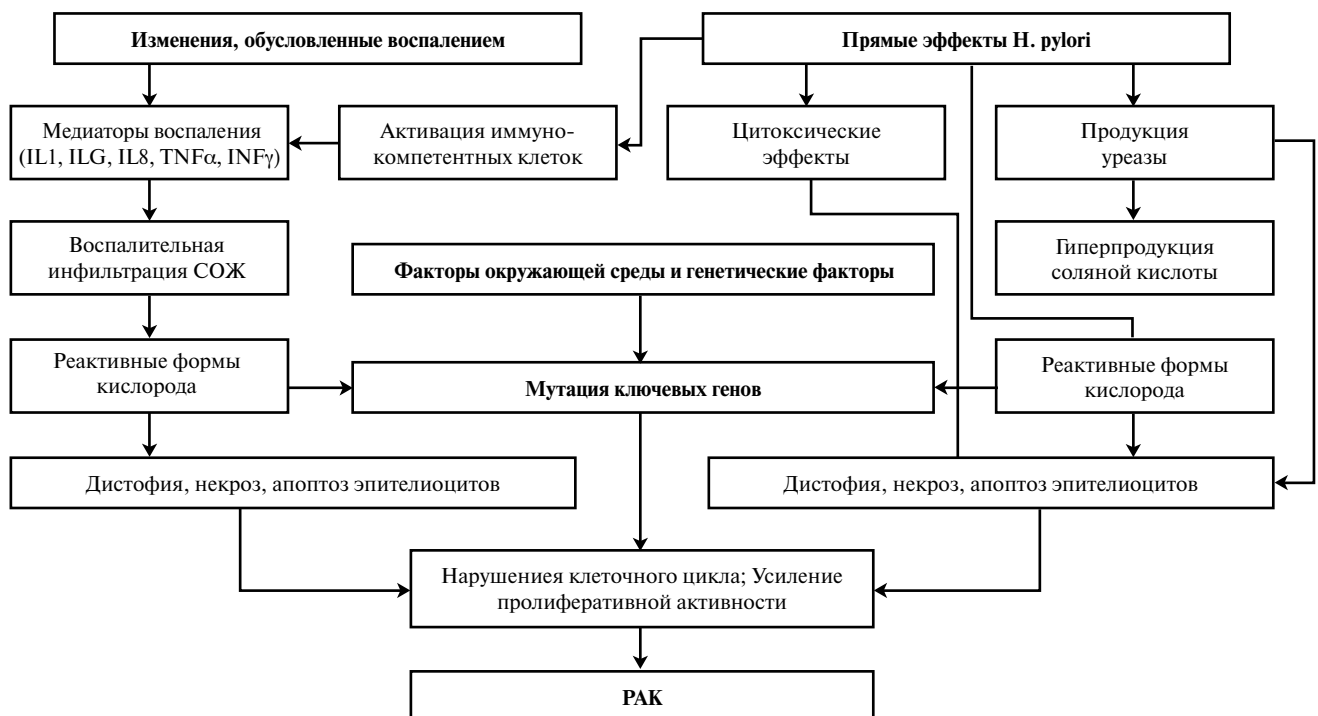 Изменения, обусловленные воспалением
Прямые эффекты H. pylori
Медиаторы воспаления
(IL1, ILG, IL8, TNFα, INFγ)
Активация иммуно-
компетентных клеток
Цитоксические
эффекты
Продукция
уреазы
Воспалительная
инфильтрация СОЖ
Факторы окружающей среды и генетические факторы
Гиперпродукция
соляной кислоты
Реактивные формы
кислорода
Мутация ключевых генов
Реактивные формы
кислорода
Дистофия, некроз, апоптоз эпителиоцитов
Дистофия, некроз, апоптоз эпителиоцитов
Нарушениея клеточного цикла; Усиление
пролиферативной активности
РАК